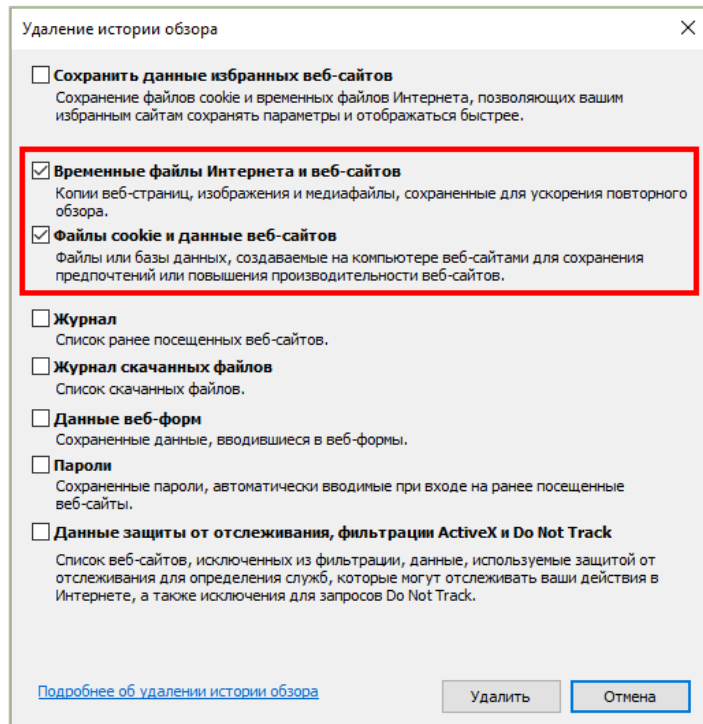 Удаление истории обзора
Сохранить данные избранных веб-сайтов
Сохранение файлов cookie и временных файлов Интернета, позволяющих вашим
избранным сайтам сохранять параметры и отображаться быстрее.
Временные файлы Интернета и веб-сайтов
Копии веб-страниц, изображения и медиафайлы, сохраненные для ускорения повторного
обзора.
Файлы cookie и данные веб-сайтов
Файлы или базы данных, создаваемые на компьютере веб-сайтами для сохранения
предпочтений или повышения производительности веб-сайтов.
Журнал
Список ранее посещенных веб-сайтов.
Журнал скачанных файлов
Список скачанных файлов.
Данные веб-форм
Сохраненные данные, вводившиеся в веб-формы.
Пароли
Сохраненные пароли, автоматически вводимые при входе на ранее посещенные
веб-сайты.
Данные защиты от отслеживания, фильтрации ActiveX и Do Not Track
Список веб-сайтов, исключенных из фильтрации, данные, используемые защитой от
отслеживания для определения служб, которые могут отслеживать ваши действия в
Интернете, а также исключения для запросов Do Not Track.
Подробнее об удалении истории обзора
Удалить
Отмена